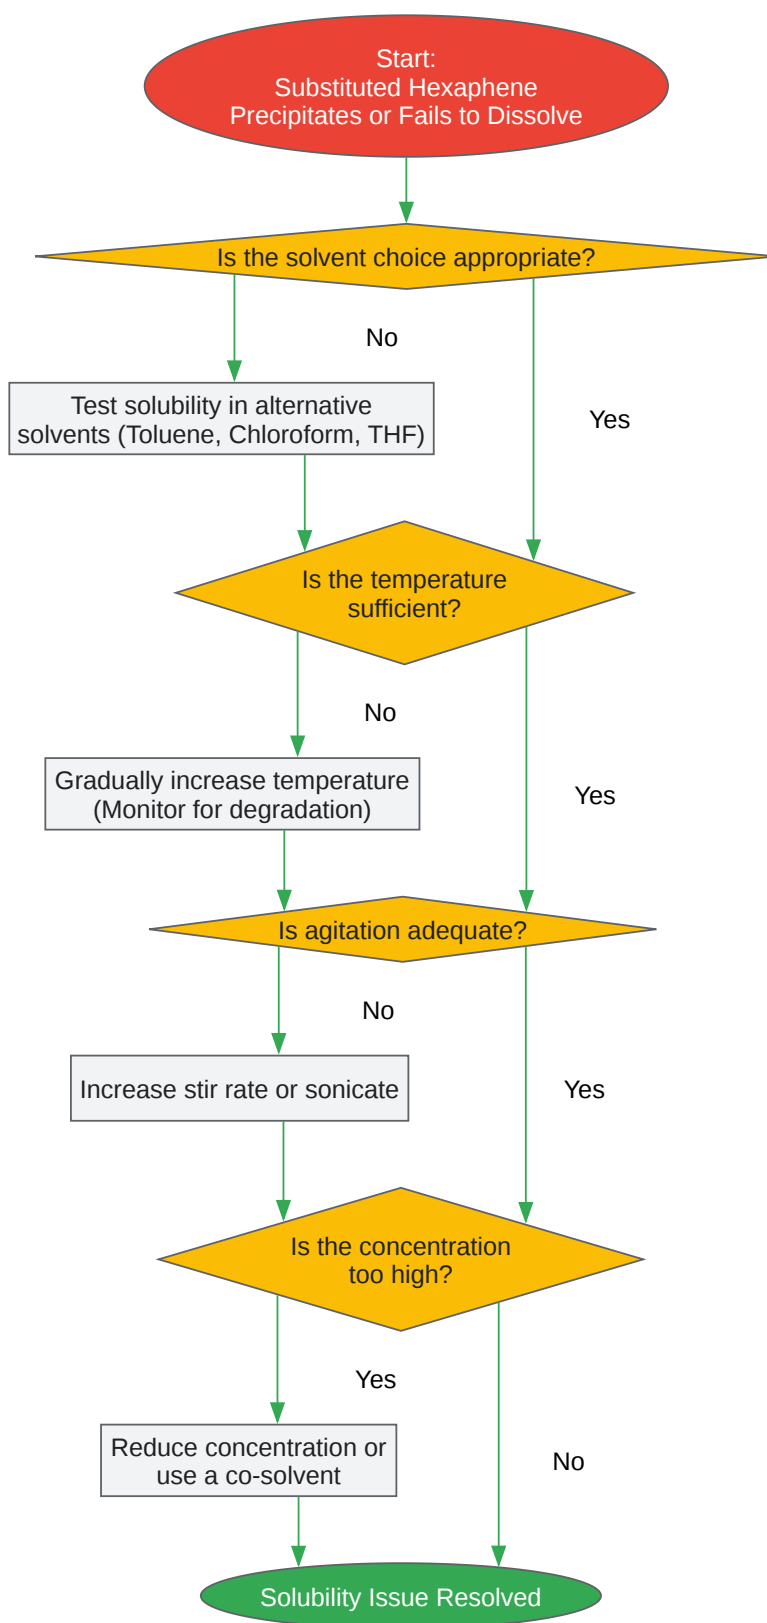 Start:
Substituted Hexaphene
Precipitates or Fails to Dissolve
Is the solvent choice appropriate?
No
Test solubility in alternative
solvents (Toluene, Chloroform, THF)
Yes
Is the temperature
sufficient?
No
Gradually increase temperature
(Monitor for degradation)
Yes
Is agitation adequate?
No
Increase stir rate or sonicate
Yes
Is the concentration
too high?
Yes
Reduce concentration or
use a co-solvent
No
Solubility Issue Resolved